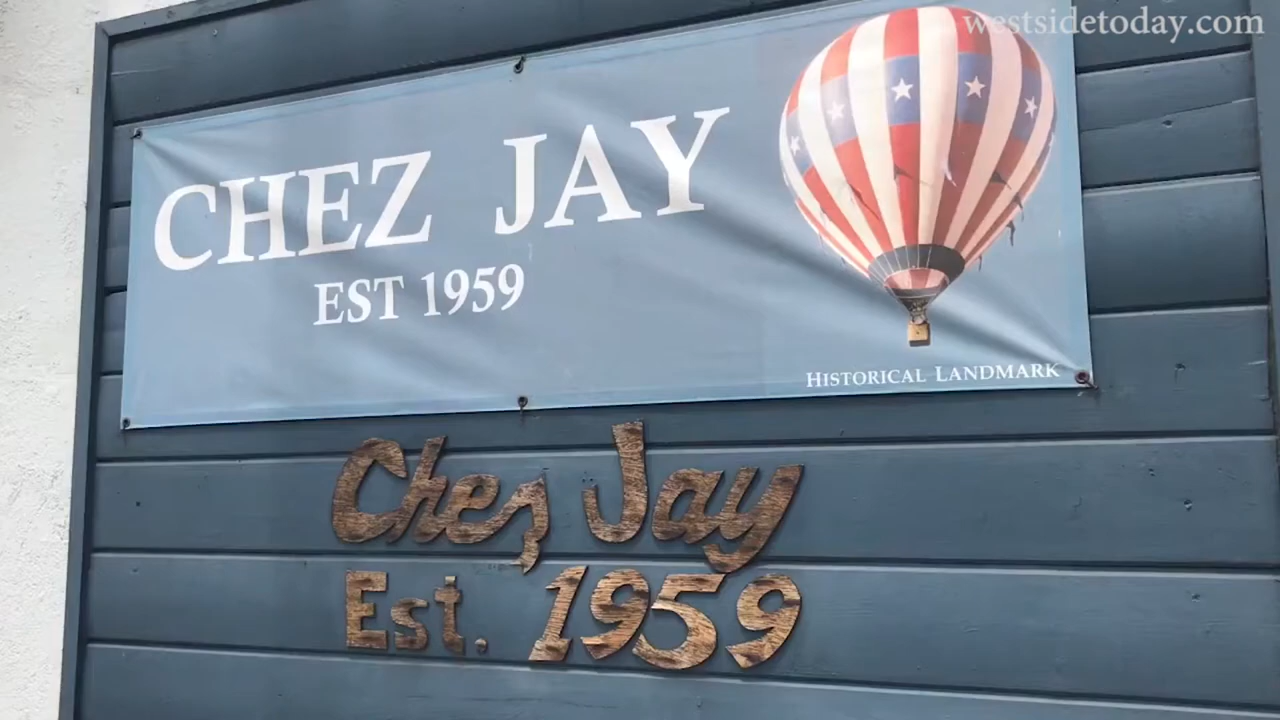 westsidetoday.com
CHEZ JAY
EST 1959
HISTORICAL LANDMARK
Chez Jay
Est. 1959